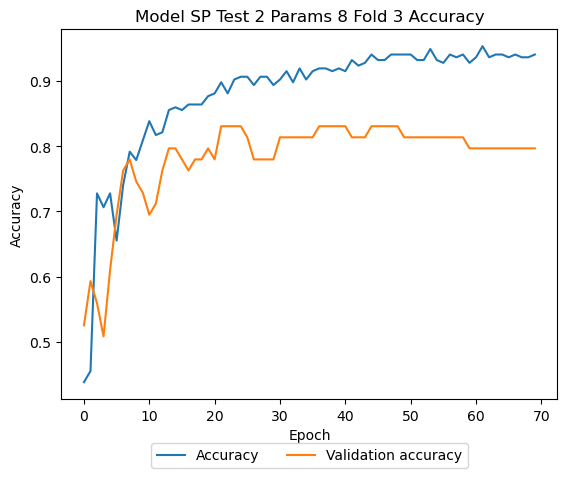 Model SP Test 2 Params 8 Fold 3 Accuracy
0.9
0.8
0.7
0.6
0.5
Accuracy
0 10 20 30 40 50 60 70
Epoch
Accuracy Validation accuracy